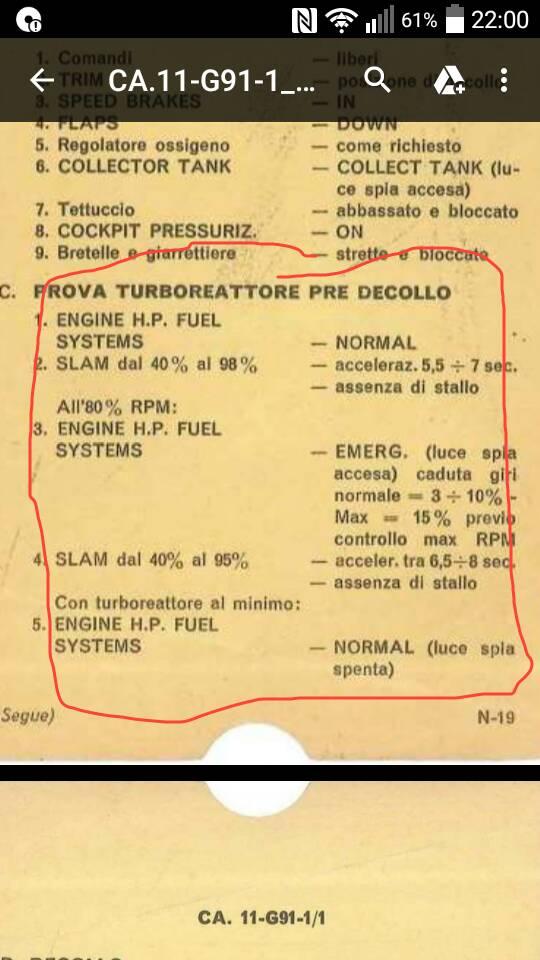 61% 22:00
CA.11-G91-1_...
1. Comandi — liberi
2. TRIM — posizione decollo
3. SPEED BRAKES — IN
4. FLAPS — DOWN
5. Regolatore ossigeno — come richiesto
6. COLLECTOR TANK — COLLECT TANK (lu-
ce spia accesa)
7. Tettuccio — abbassato e bloccato
8. COCKPIT PRESSURIZ. — ON
9. Bretelle e giarrettiere — strette e bloccate
C. PROVA TURBOREATTORE PRE DECOLLO
1. ENGINE H.P. FUEL
SYSTEMS — NORMAL
2. SLAM dal 40% al 98% — acceleraz. 5,5 ÷ 7 sec.
— assenza di stallo
All'80% RPM:
3. ENGINE H.P. FUEL
SYSTEMS — EMERG. (luce spia
accesa) caduta giri
normale = 3 ÷ 10% -
Max = 15% previo
controllo max RPM
4. SLAM dal 40% al 95% — acceler. tra 6,5÷8 sec.
— assenza di stallo
Con turboreattore al minimo:
5. ENGINE H.P. FUEL
SYSTEMS — NORMAL (luce spia
spenta)
Segue) N-19
CA. 11-G91-1/1